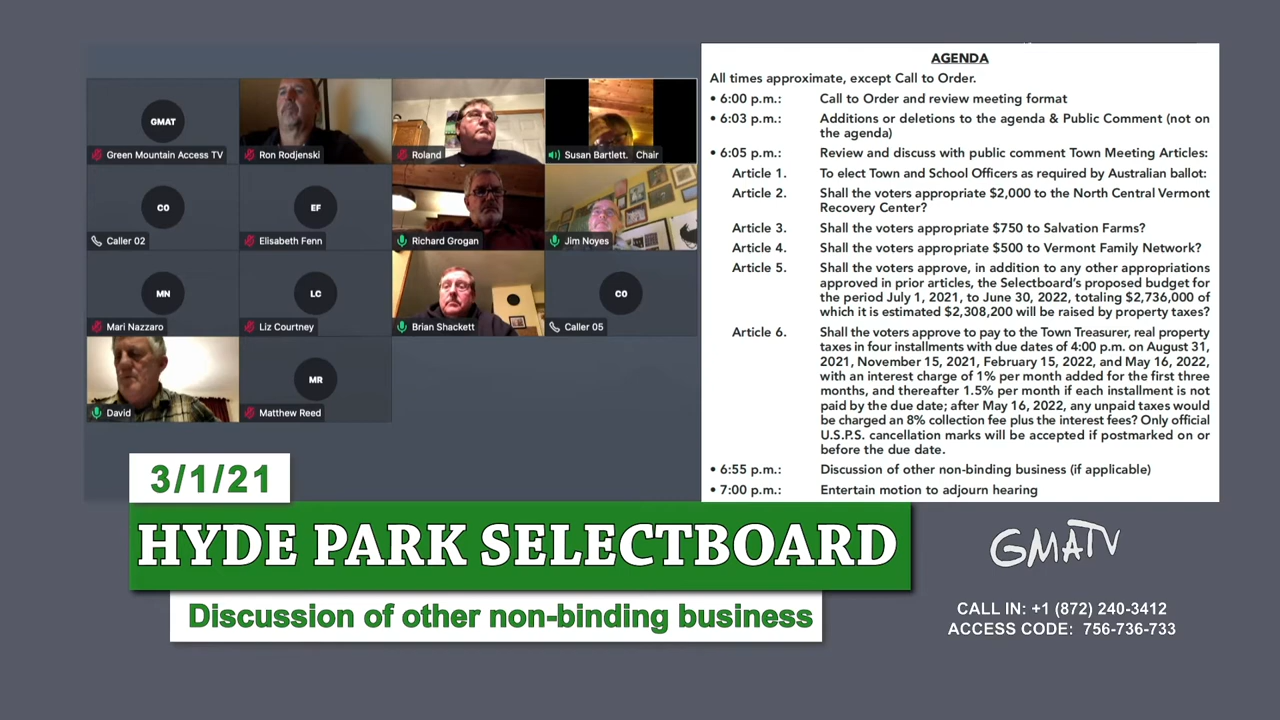 GMAT
Green Mountain Access TV
Ron Rodjenski
Roland
Susan Bartlett. Chair
CO
Caller 02
EF
Elisabeth Fenn
Richard Grogan
Jim Noyes
MN
Mari Nazzaro
LC
Liz Courtney
Brian Shackett
CO
Caller 05
David
MR
Matthew Reed
AGENDA
All times approximate, except Call to Order.
• 6:00 p.m.: Call to Order and review meeting format
• 6:03 p.m.: Additions or deletions to the agenda & Public Comment (not on
the agenda)
• 6:05 p.m.: Review and discuss with public comment Town Meeting Articles:
Article 1. To elect Town and School Officers as required by Australian ballot:
Article 2. Shall the voters appropriate $2,000 to the North Central Vermont
Recovery Center?
Article 3. Shall the voters appropriate $750 to Salvation Farms?
Article 4. Shall the voters appropriate $500 to Vermont Family Network?
Article 5. Shall the voters approve, in addition to any other appropriations
approved in prior articles, the Selectboard's proposed budget for
the period July 1, 2021, to June 30, 2022, totaling $2,736,000 of
which it is estimated $2,308,200 will be raised by property taxes?
Article 6. Shall the voters approve to pay to the Town Treasurer, real property
taxes in four installments with due dates of 4:00 p.m. on August 31,
2021, November 15, 2021, February 15, 2022, and May 16, 2022,
with an interest charge of 1% per month added for the first three
months, and thereafter 1.5% per month if each installment is not
paid by the due date; after May 16, 2022, any unpaid taxes would
be charged an 8% collection fee plus the interest fees? Only official
U.S.P.S. cancellation marks will be accepted if postmarked on or
before the due date.
• 6:55 p.m.: Discussion of other non-binding business (if applicable)
• 7:00 p.m.: Entertain motion to adjourn hearing
3/1/21
HYDE PARK SELECTBOARD
Discussion of other non-binding business
GMATV
CALL IN: +1 (872) 240-3412
ACCESS CODE: 756-736-733